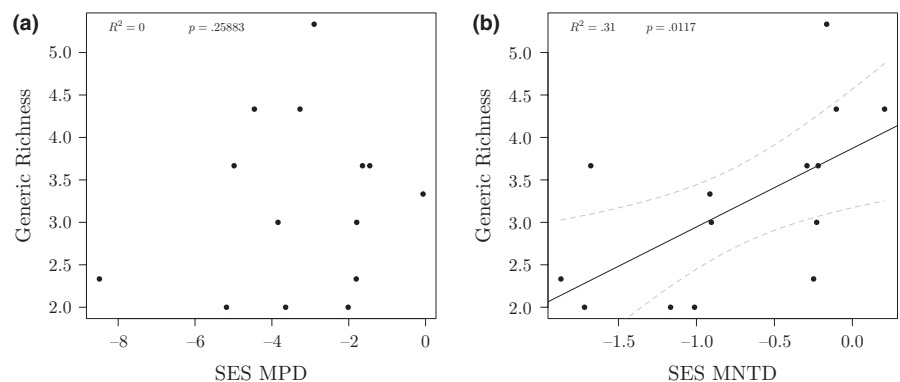 (a)
R² = 0 p = .25883
Generic Richness
5.0
4.5
4.0
3.5
3.0
2.5
2.0
–8 –6 –4 –2 0
SES MPD
(b)
R² = .31 p = .0117
Generic Richness
5.0
4.5
4.0
3.5
3.0
2.5
2.0
–1.5 –1.0 –0.5 0.0
SES MNTD